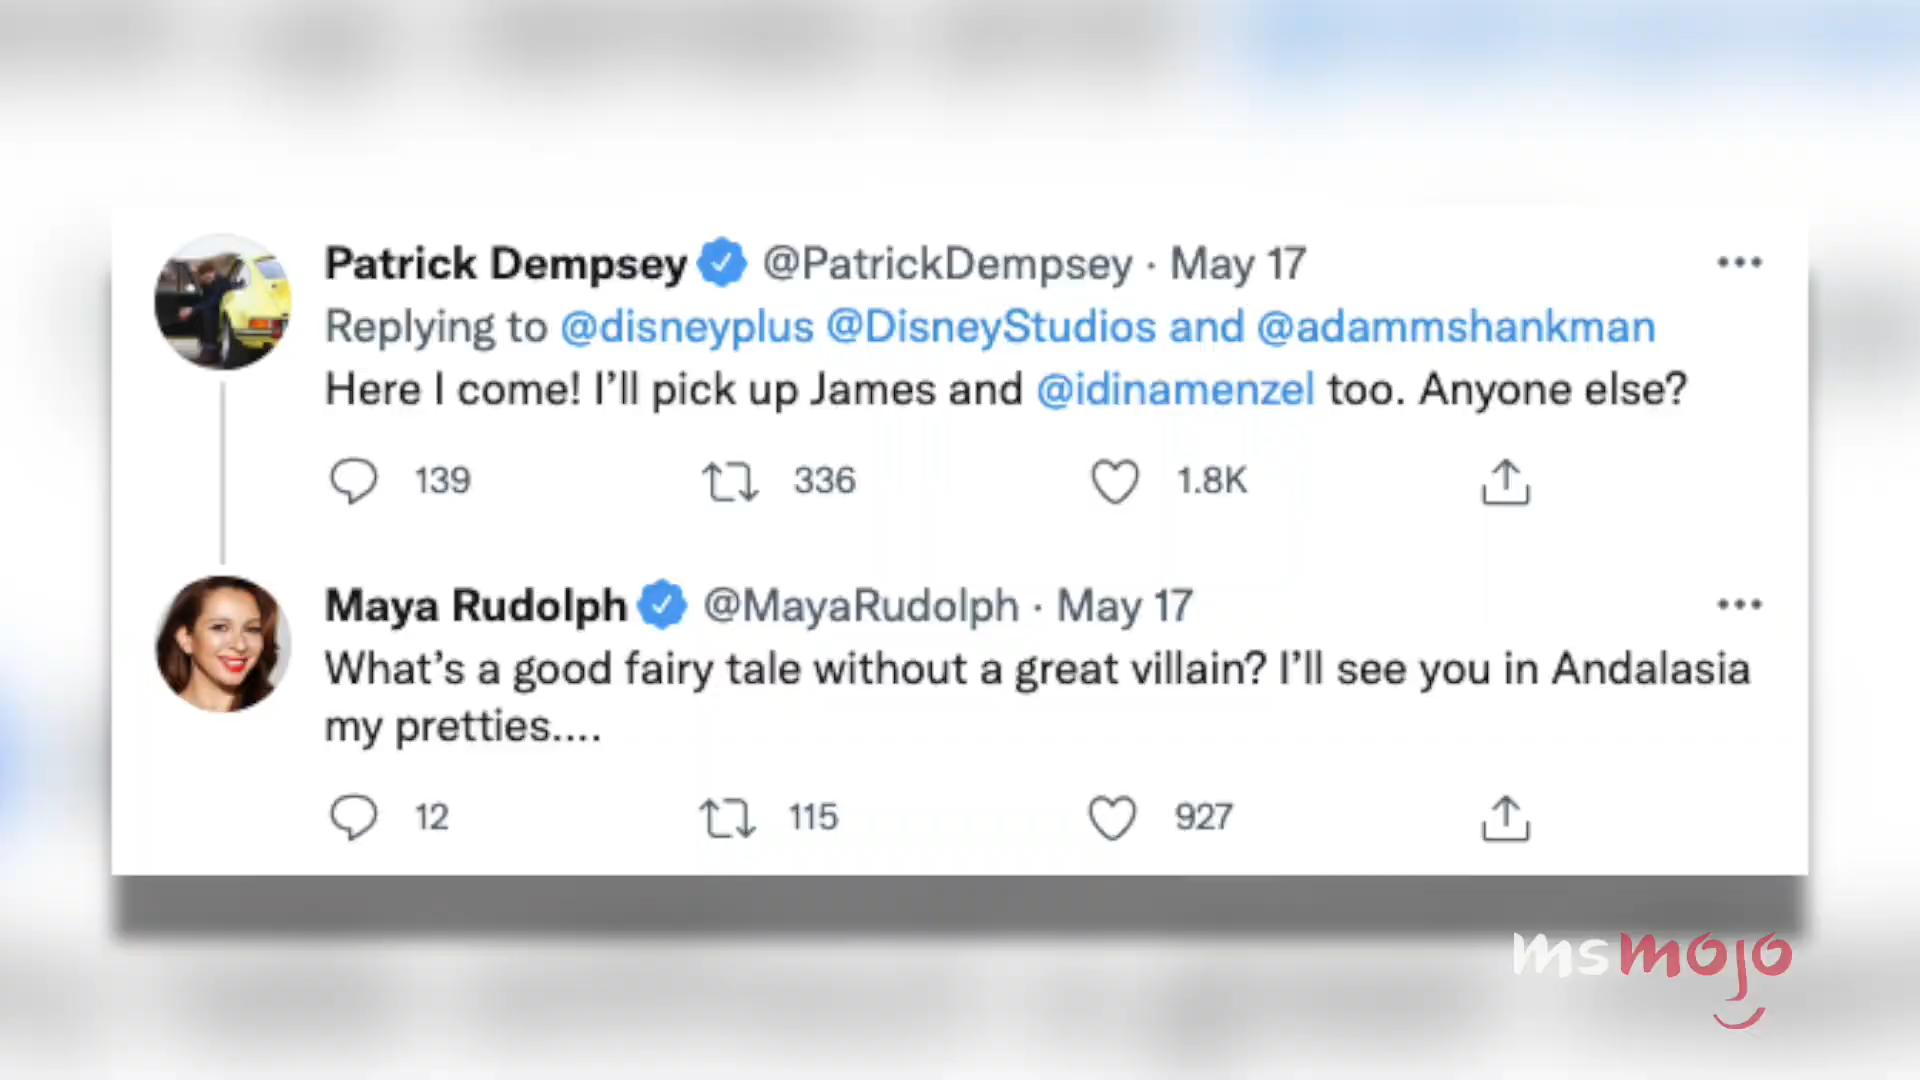 Patrick Dempsey @PatrickDempsey · May 17
Replying to @disneyplus @DisneyStudios and @adammshankman
Here I come! I’ll pick up James and @idinamenzel too. Anyone else?
139 336 1.8K
Maya Rudolph @MayaRudolph · May 17
What’s a good fairy tale without a great villain? I’ll see you in Andalasia
my pretties....
12 115 927
msmojo